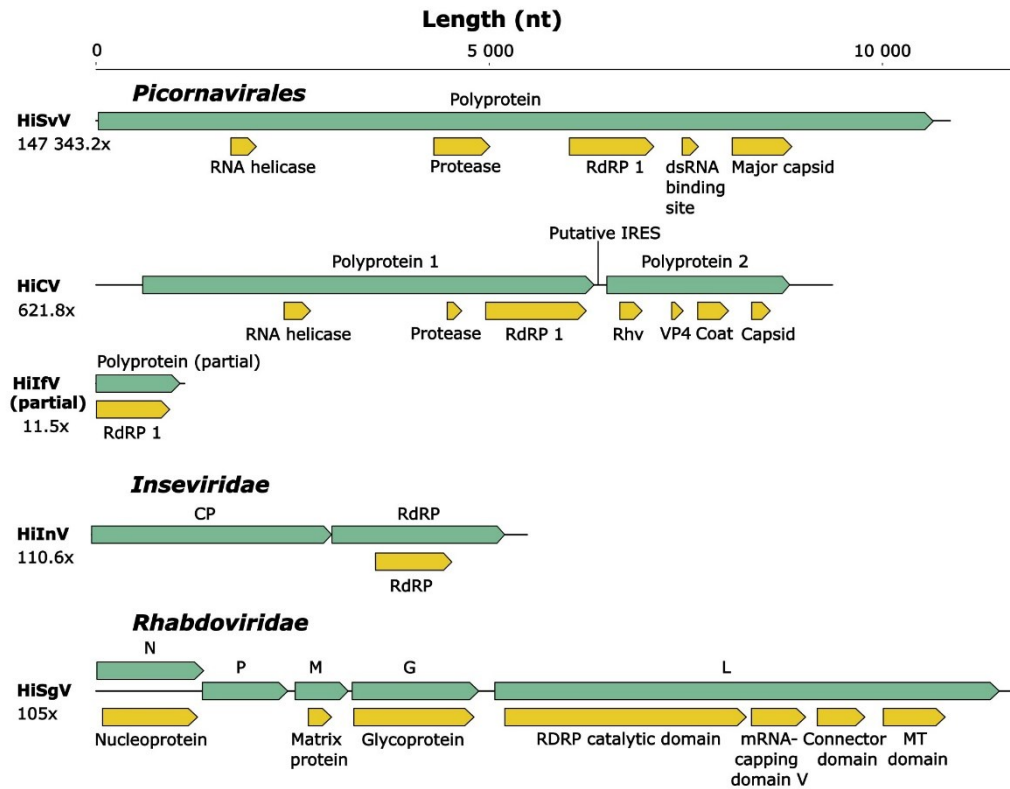 Length (nt)
0 5 000 10 000
Picornavirales
Polyprotein
HiSvV
147 343.2x
RNA helicase Protease RdRP 1 dsRNA binding site Major capsid
Putative IRES
Polyprotein 1 Polyprotein 2
HiCV
621.8x
RNA helicase Protease RdRP 1 Rhv VP4 Coat Capsid
Polyprotein (partial)
HiIfV
(partial)
11.5x
RdRP 1
Inseviridae
CP RdRP
HiInV
110.6x
RdRP
Rhabdoviridae
N
P M G L
HiSgV
105x
Nucleoprotein Matrix protein Glycoprotein RDRP catalytic domain mRNA-capping domain V Connector domain MT domain